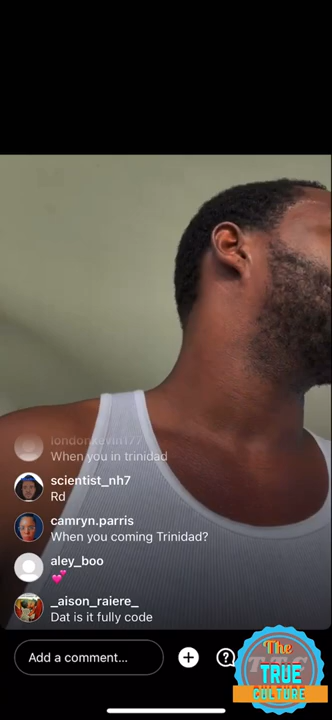 londonkevin177
When you in trinidad
scientist_nh7
Rd
camryn.parris
When you coming Trinidad?
aley_boo
💕
_aison_raiere_
Dat is it fully code
Add a comment...
The
TRUE
CULTURE